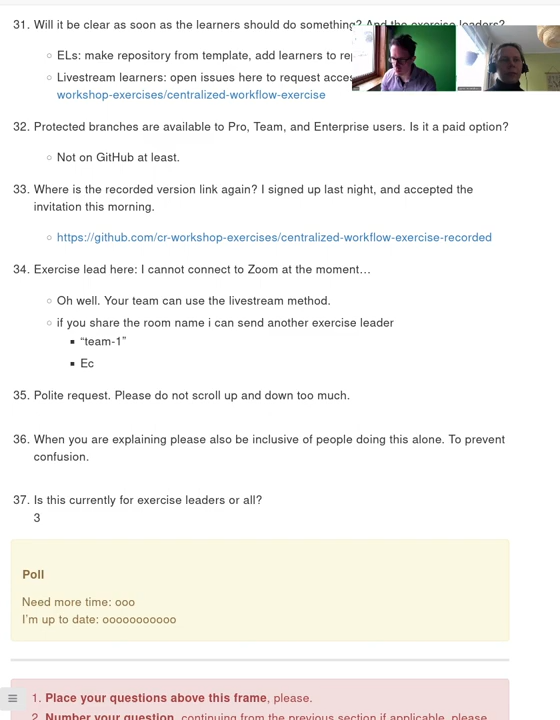 31. Will it be clear as soon as the learners should do something? And the exercise leaders?
ELs: make repository from template, add learners to
Livestream learners: open issues here to request
workshop-exercises/centralized-workflow-exercise
32. Protected branches are available to Pro, Team, and Enterprise users. Is it a paid option?
Not on GitHub at least.
33. Where is the recorded version link again? I signed up last night, and accepted the
invitation this morning.
https://github.com/cr-workshop-exercises/centralized-workflow-exercise-recorded
34. Exercise lead here: I cannot connect to Zoom at the moment…
Oh well. Your team can use the livestream method.
if you share the room name i can send another exercise leader
“team-1”
Ec
35. Polite request. Please do not scroll up and down too much.
36. When you are explaining please also be inclusive of people doing this alone. To prevent
confusion.
37. Is this currently for exercise leaders or all?
3
Poll
Need more time: ooo
I'm up to date: ooooooooooo
1. Place your questions above this frame, please.
2. Number your question, continuing from the previous section if applicable, please